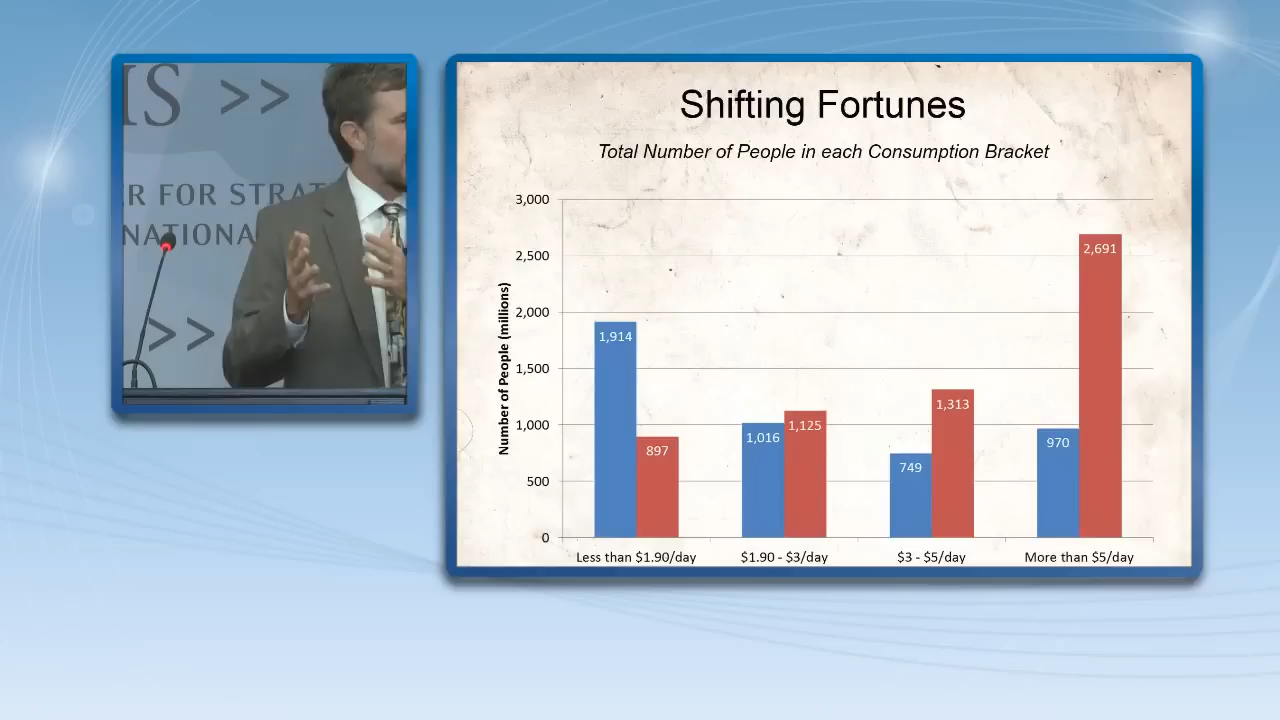 IS >>
R FOR STRAT
NATIONA
>>
Shifting Fortunes
Total Number of People in each Consumption Bracket
Number of People (millions)
3,000
2,500
2,000
1,500
1,000
500
0
1,914
897
1,016
1,125
749
1,313
970
2,691
Less than $1.90/day
$1.90 - $3/day
$3 - $5/day
More than $5/day